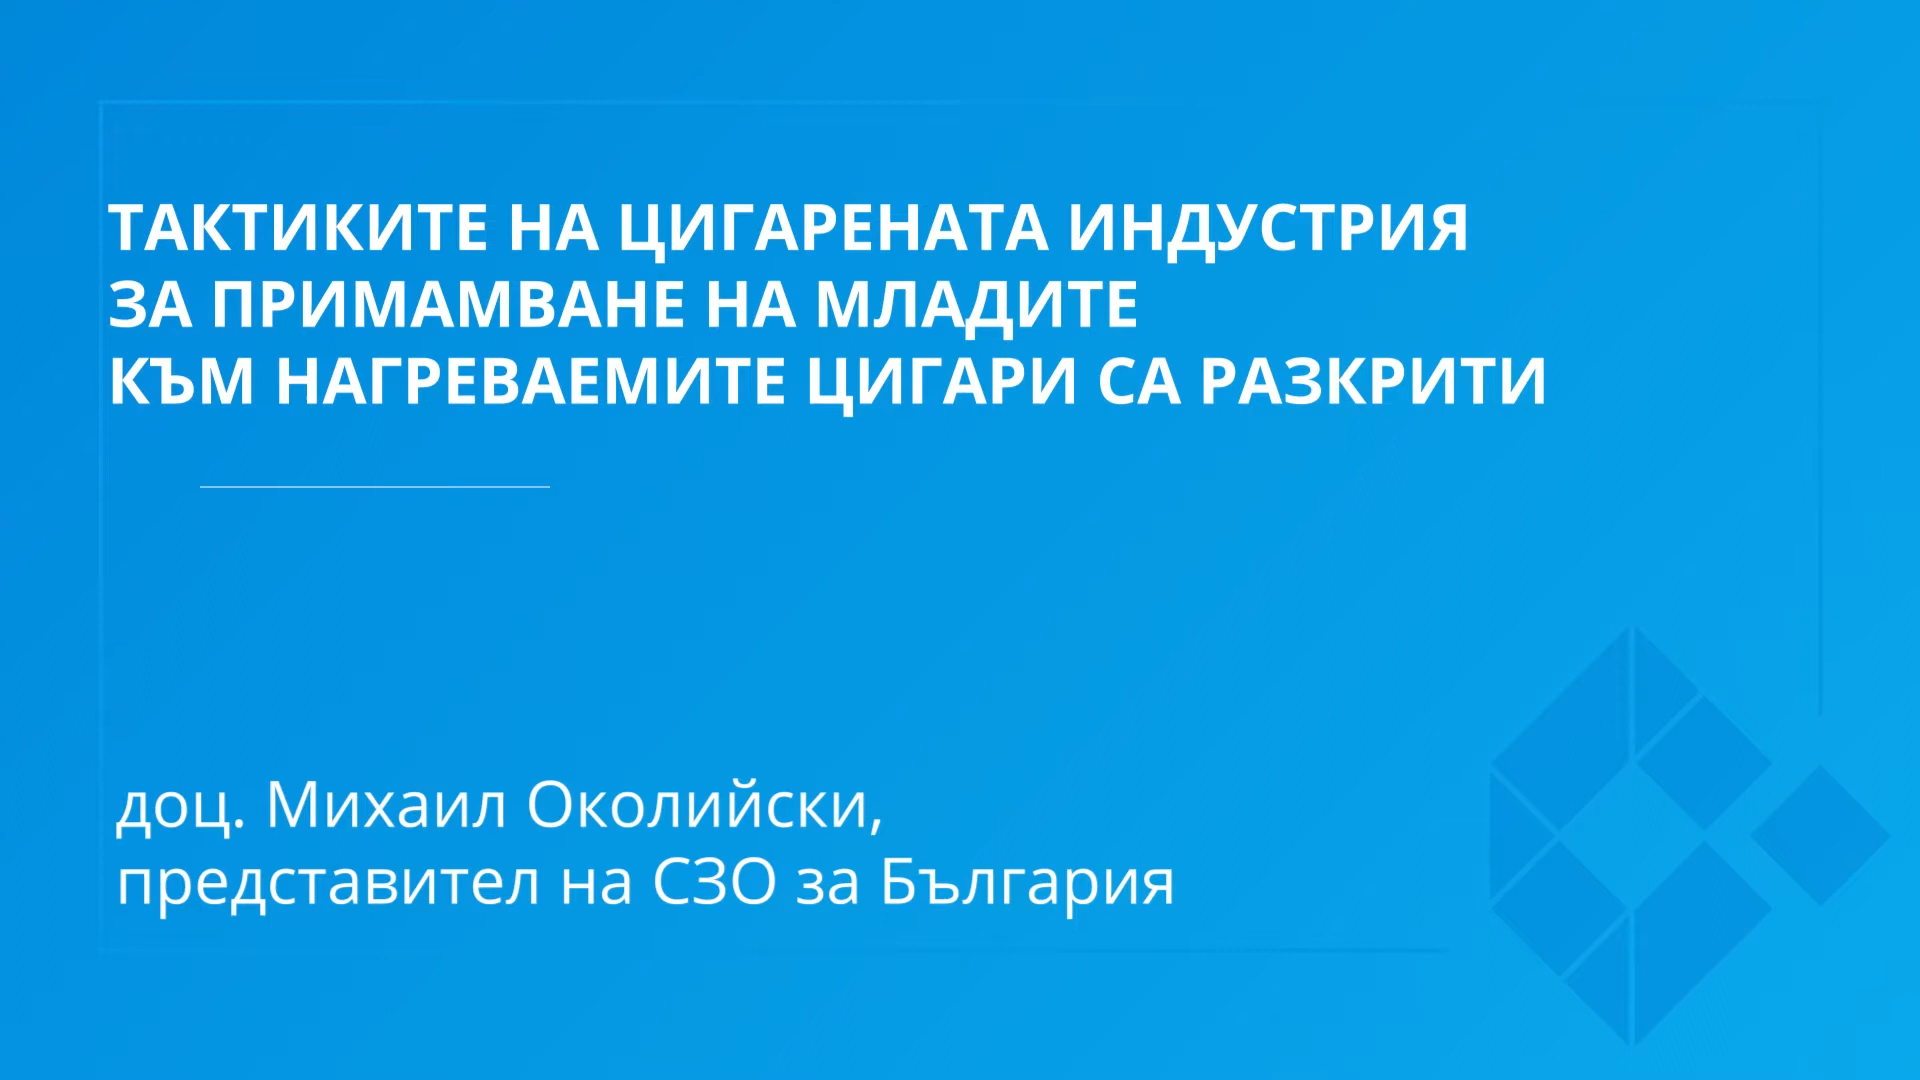 ТАКТИКИТЕ НА ЦИГАРЕНАТА ИНДУСТРИЯ
ЗА ПРИМАМВАНЕ НА МЛАДИТЕ
КЪМ НАГРЕВАЕМИТЕ ЦИГАРИ СА РАЗКРИТИ
доц. Михаил Околийски,
представител на СЗО за България